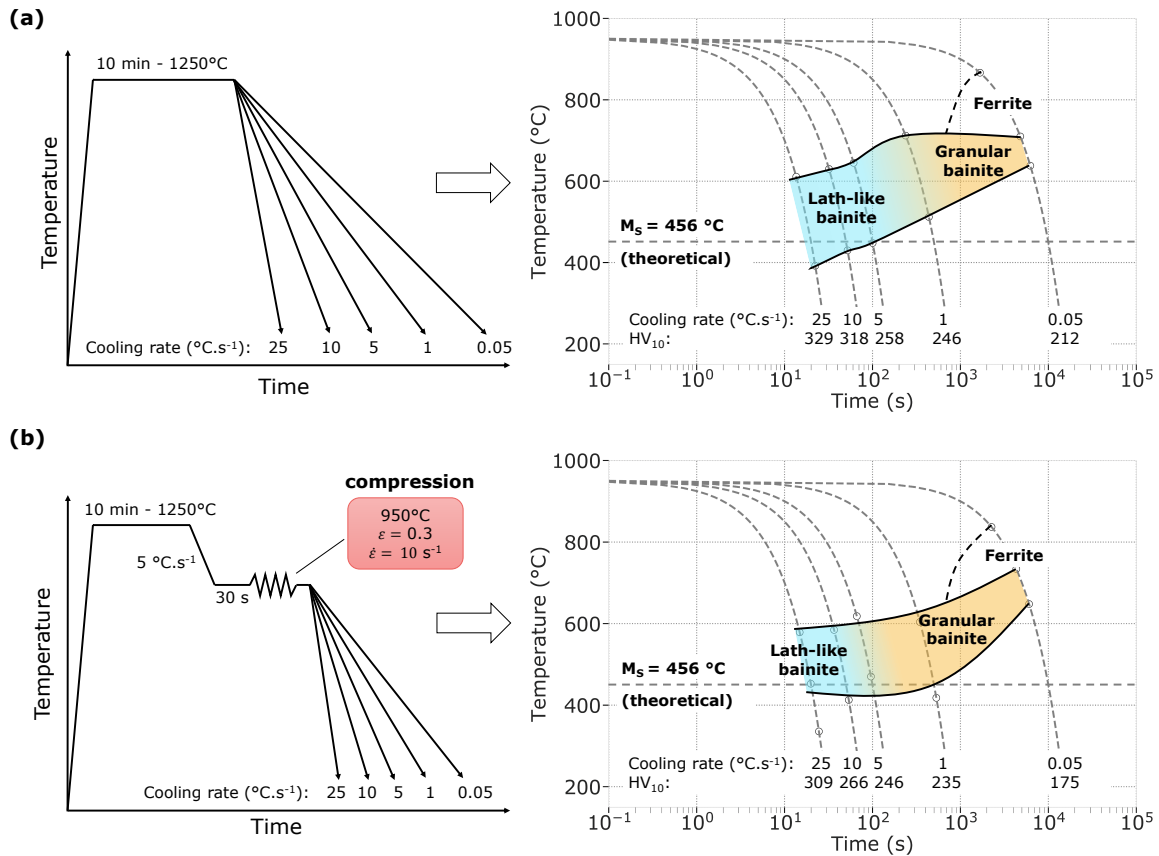 (a)
10 min - 1250°C
Temperature
Cooling rate (°C.s⁻¹): 25 10 5 1 0.05
Time
1000
800
600
400
200
Temperature (°C)
Ferrite
Granular
bainite
Lath-like
bainite
Mₛ = 456 °C
(theoretical)
Cooling rate (°C.s⁻¹): 25 10 5 1 0.05
HV₁₀: 329 318 258 246 212
10⁻¹ 10⁰ 10¹ 10² 10³ 10⁴ 10⁵
Time (s)
(b)
compression
950°C
ε = 0.3
ε̇ = 10 s⁻¹
10 min - 1250°C
5 °C.s⁻¹
30 s
Temperature
Cooling rate (°C.s⁻¹): 25 10 5 1 0.05
Time
1000
800
600
400
200
Temperature (°C)
Ferrite
Granular
bainite
Lath-like
bainite
Mₛ = 456 °C
(theoretical)
Cooling rate (°C.s⁻¹): 25 10 5 1 0.05
HV₁₀: 309 266 246 235 175
10⁻¹ 10⁰ 10¹ 10² 10³ 10⁴ 10⁵
Time (s)